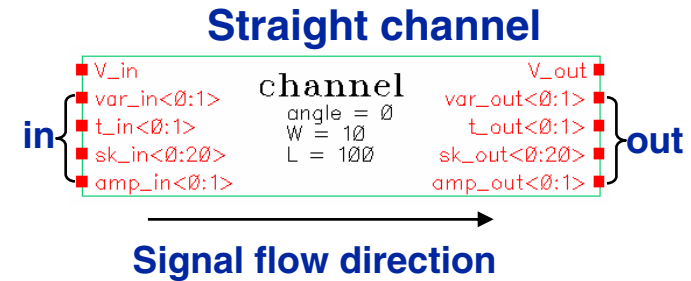 Straight channel
V_in
V_out
channel
var_in<0:1>
var_out<0:1>
angle = 0
t_in<0:1>
W = 10
t_out<0:1>
in
out
sk_in<0:20>
L = 100
sk_out<0:20>
amp_in<0:1>
amp_out<0:1>
Signal flow direction